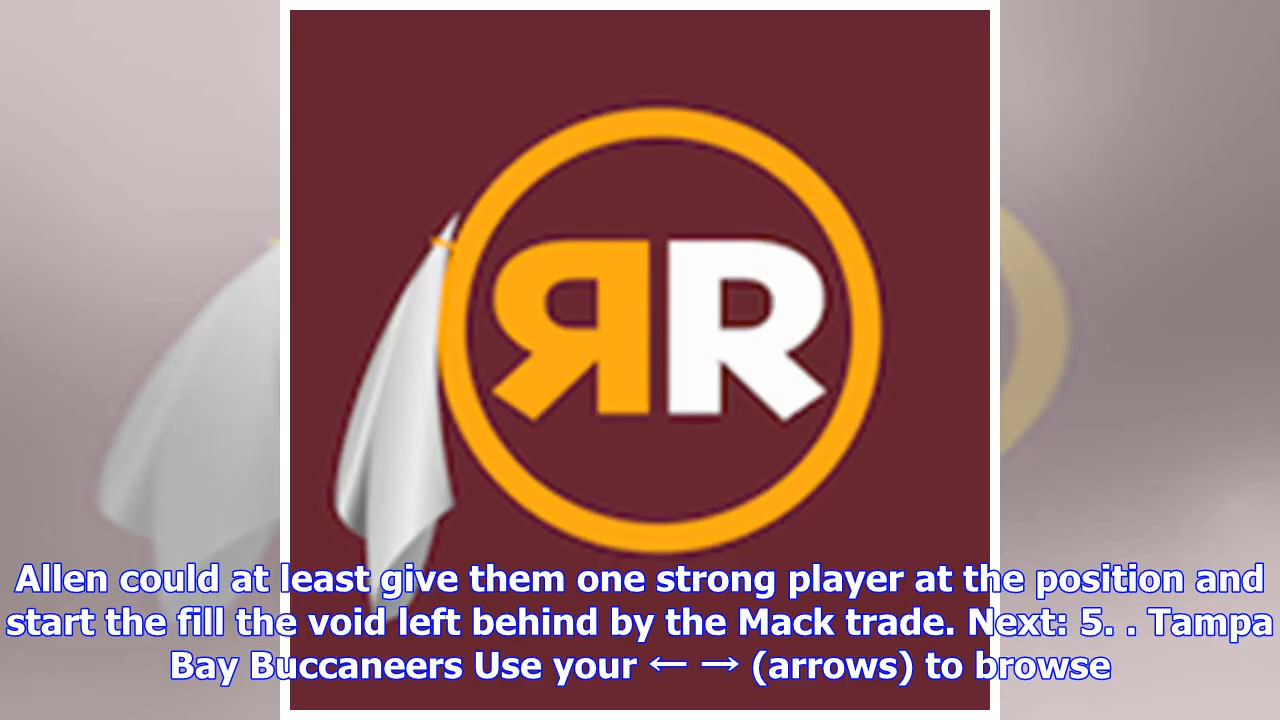 ЯR
Allen could at least give them one strong player at the position and
start the fill the void left behind by the Mack trade. Next: 5. . Tampa
Bay Buccaneers Use your ← → (arrows) to browse